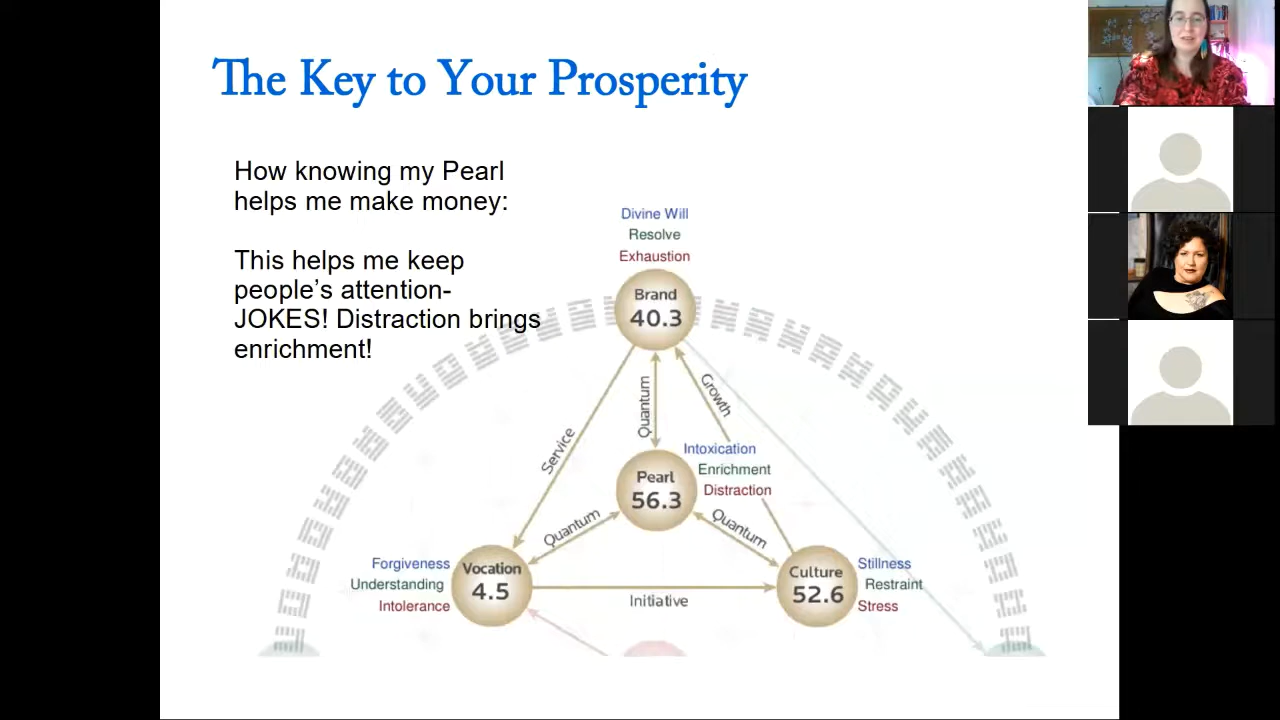 The Key to Your Prosperity
How knowing my Pearl
helps me make money:
This helps me keep
people's attention-
JOKES! Distraction brings
enrichment!
Divine Will
Resolve
Exhaustion
Brand
40.3
Service
Quantum
Growth
Pearl
56.3
Intoxication
Enrichment
Distraction
Quantum
Quantum
Forgiveness
Understanding
Intolerance
Vocation
4.5
Initiative
Culture
52.6
Stillness
Restraint
Stress